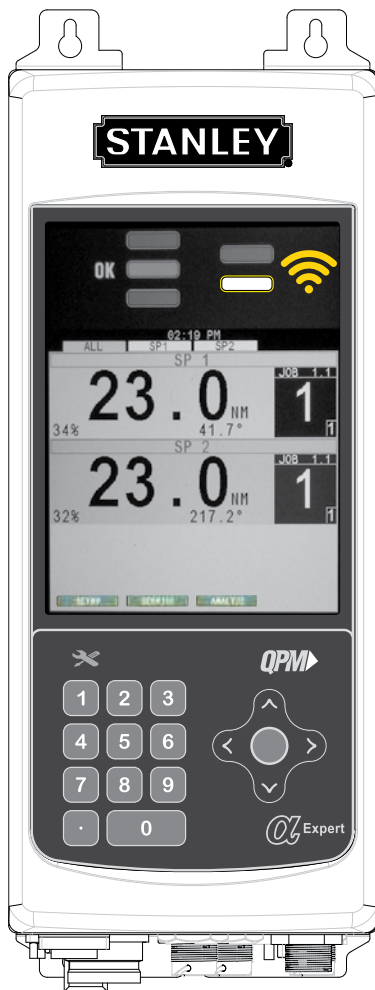 STANLEY
OK
02:19 PM
ALL SP1 SP2
SP 1
23.0 NM
34% 41.7°
JOB 1.1
1
1
SP 2
23.0 NM
32% 217.2°
JOB 1.1
1
1
SETUP SERVICE ANALYZE
QPM
1 2 3
4 5 6
7 8 9
. 0
α Expert